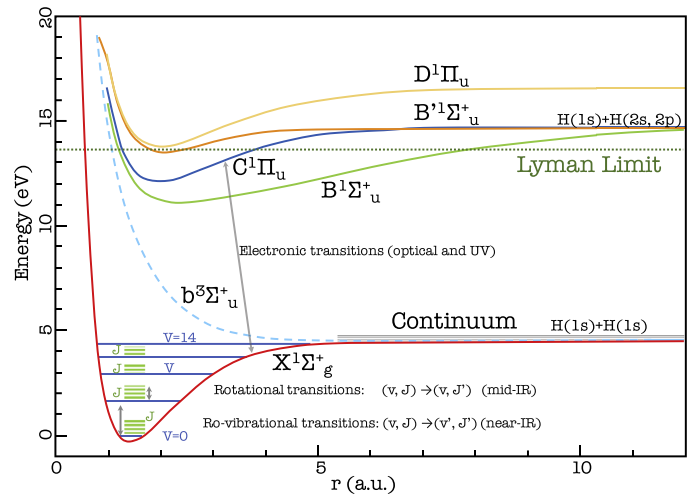 20
15
10
5
0
Energy (eV)
D¹Πᵤ
B'¹Σ⁺ᵤ
H(1s)+H(2s, 2p)
Lyman Limit
C¹Πᵤ
B¹Σ⁺ᵤ
Electronic transitions (optical and UV)
b³Σ⁺ᵤ
Continuum
H(1s)+H(1s)
V=14
J
X¹Σ⁺g
J
V
J
Rotational transitions: (v, J) →(v, J') (mid-IR)
J
Ro-vibrational transitions: (v, J) →(v', J') (near-IR)
V=0
0
5
10
r (a.u.)